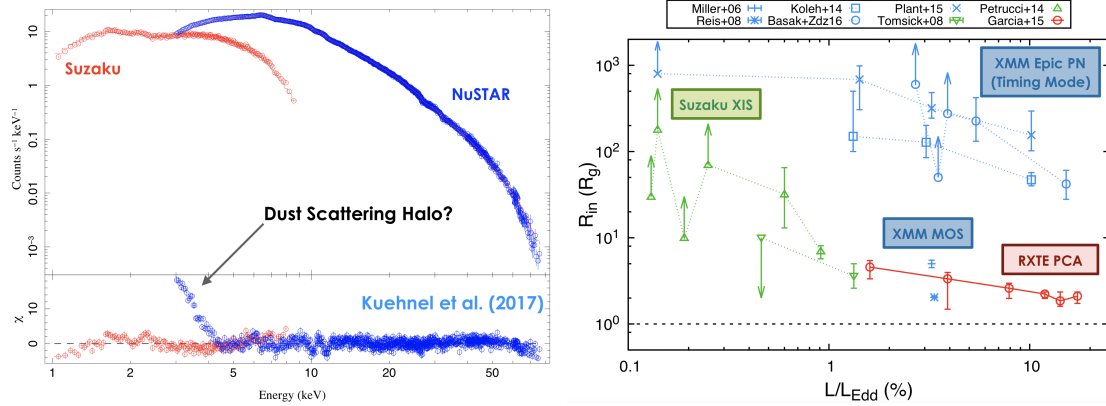 Counts s⁻¹ keV⁻¹
10
1
0.1
0.01
10⁻³
Suzaku
NuSTAR
Dust Scattering Halo?
Kuehnel et al. (2017)
χ
10
0
1 2 5 10 20 50
Energy (keV)
Miller+06 Koleh+14 Plant+15 Petrucci+14
Reis+08 Basak+Zdz16 Tomsick+08 Garcia+15
R_in (R_g)
10³
10²
10¹
10⁰
Suzaku XIS
XMM Epic PN
(Timing Mode)
XMM MOS
RXTE PCA
0.1 1 10
L/L_Edd (%)